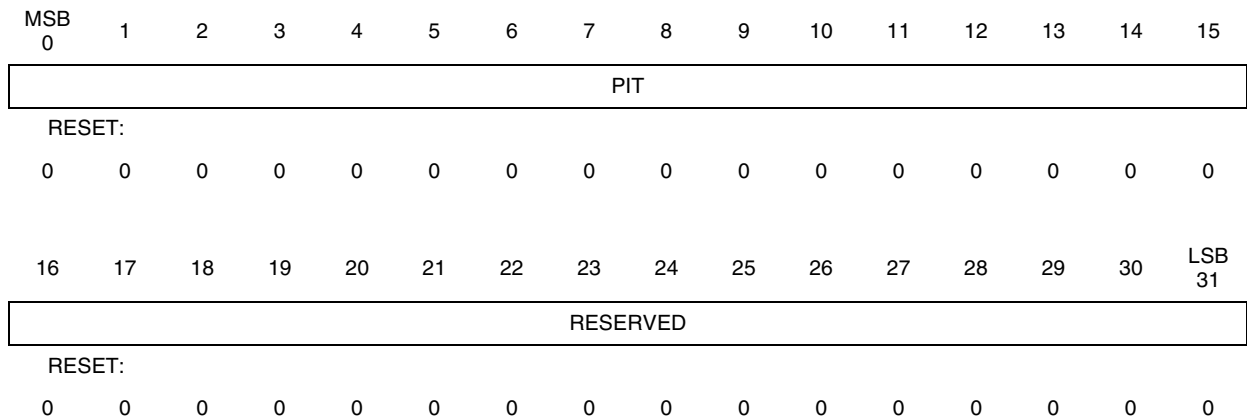 MSB
0 1 2 3 4 5 6 7 8 9 10 11 12 13 14 15
PIT
RESET:
0 0 0 0 0 0 0 0 0 0 0 0 0 0 0 0
16 17 18 19 20 21 22 23 24 25 26 27 28 29 30 LSB
31
RESERVED
RESET:
0 0 0 0 0 0 0 0 0 0 0 0 0 0 0 0